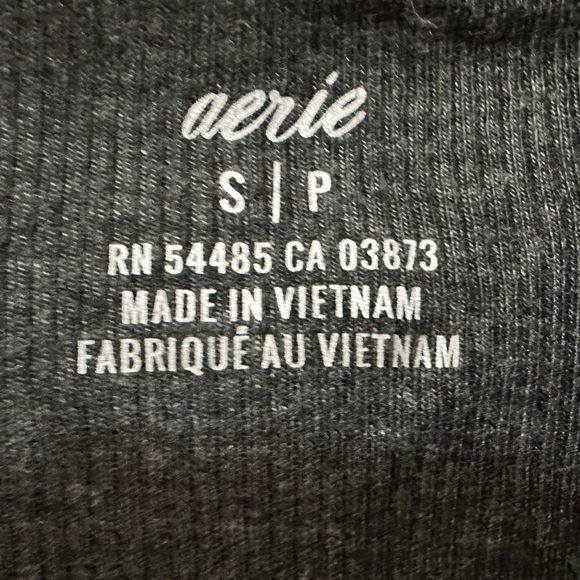 aerie
S | P
RN 54485 CA 03873
MADE IN VIETNAM
FABRIQUÉ AU VIETNAM